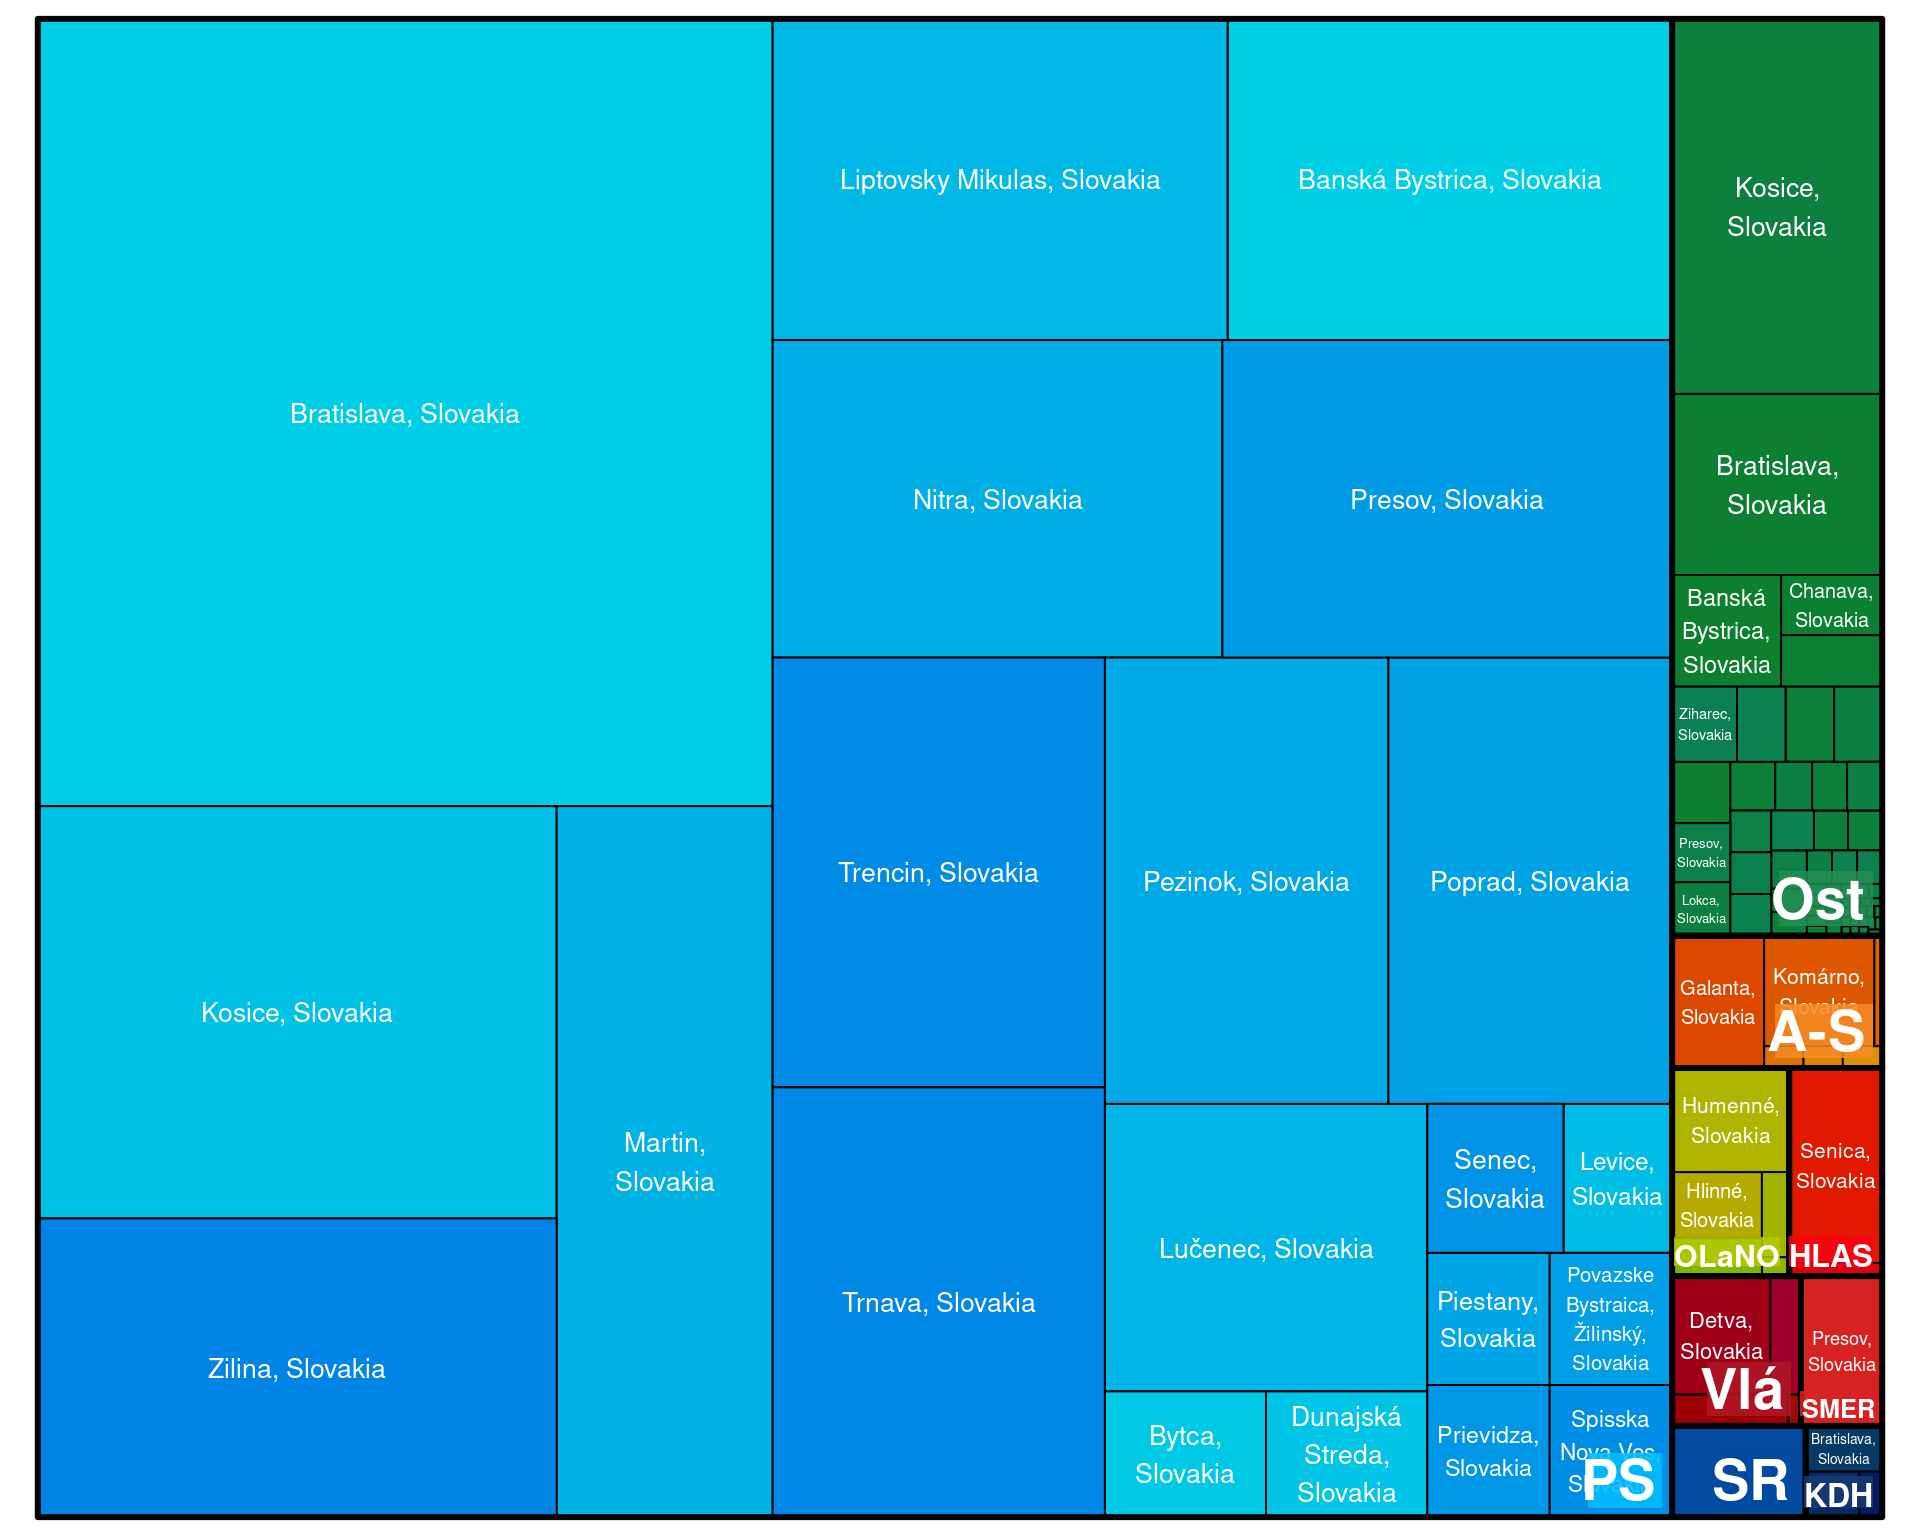 Bratislava, Slovakia
Liptovsky Mikulas, Slovakia
Banská Bystrica, Slovakia
Nitra, Slovakia
Presov, Slovakia
Kosice, Slovakia
Martin,
Slovakia
Zilina, Slovakia
Trencin, Slovakia
Pezinok, Slovakia
Poprad, Slovakia
Trnava, Slovakia
Lučenec, Slovakia
Senec,
Slovakia
Levice,
Slovakia
Piestany,
Slovakia
Povazske
Bystraica,
Žilinský,
Slovakia
Bytca,
Slovakia
Dunajská
Streda,
Slovakia
Prievidza,
Slovakia
Spisska
Nova Ves,
Slovakia
PS
Kosice,
Slovakia
Bratislava,
Slovakia
Banská
Bystrica,
Slovakia
Chanava,
Slovakia
Ziharec,
Slovakia
Presov,
Slovakia
Lokca,
Slovakia
Ost
Galanta,
Slovakia
Komárno,
Slovakia
A-S
Humenné,
Slovakia
Hlinné,
Slovakia
OLaNO
Senica,
Slovakia
HLAS
Detva,
Slovakia
Vlá
Presov,
Slovakia
SMER
SR
Bratislava,
Slovakia
KDH